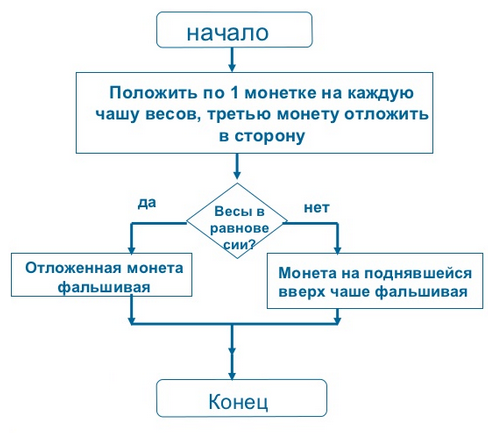 начало
Положить по 1 монетке на каждую
чашу весов, третью монету отложить
в сторону
да
Весы в
равнове
сии?
нет
Отложенная монета
фальшивая
Монета на поднявшейся
вверх чаше фальшивая
Конец